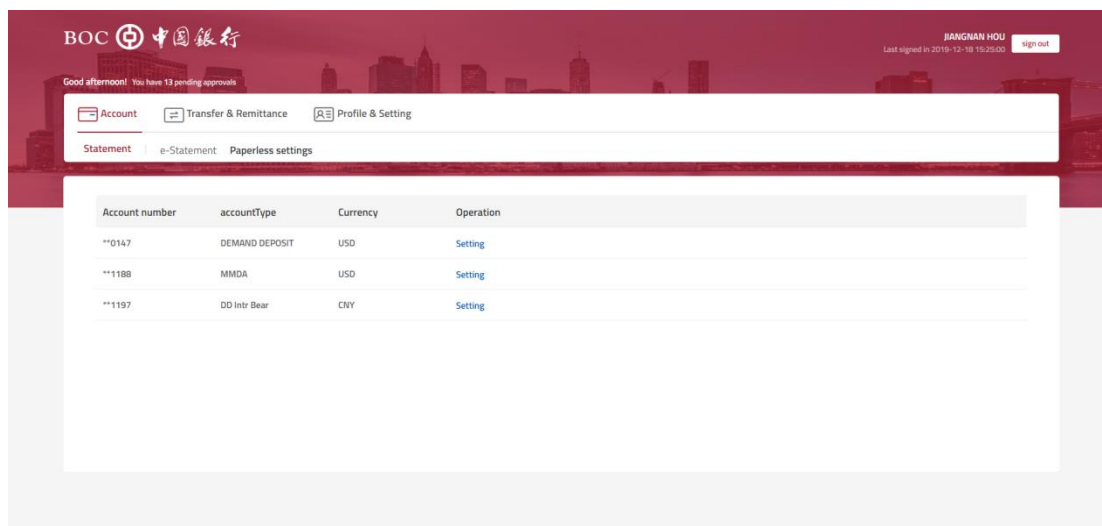 BOC 中国銀行
JIANGNAN HOU
Last signed in 2019-12-18 15:25:00
sign out
Good afternoon! You have 13 pending approvals
Account Transfer & Remittance Profile & Setting
Statement e-Statement Paperless settings
Account number accountType Currency Operation
**0147 DEMAND DEPOSIT USD Setting
**1188 MMDA USD Setting
**1197 DD Intr Bear CNY Setting